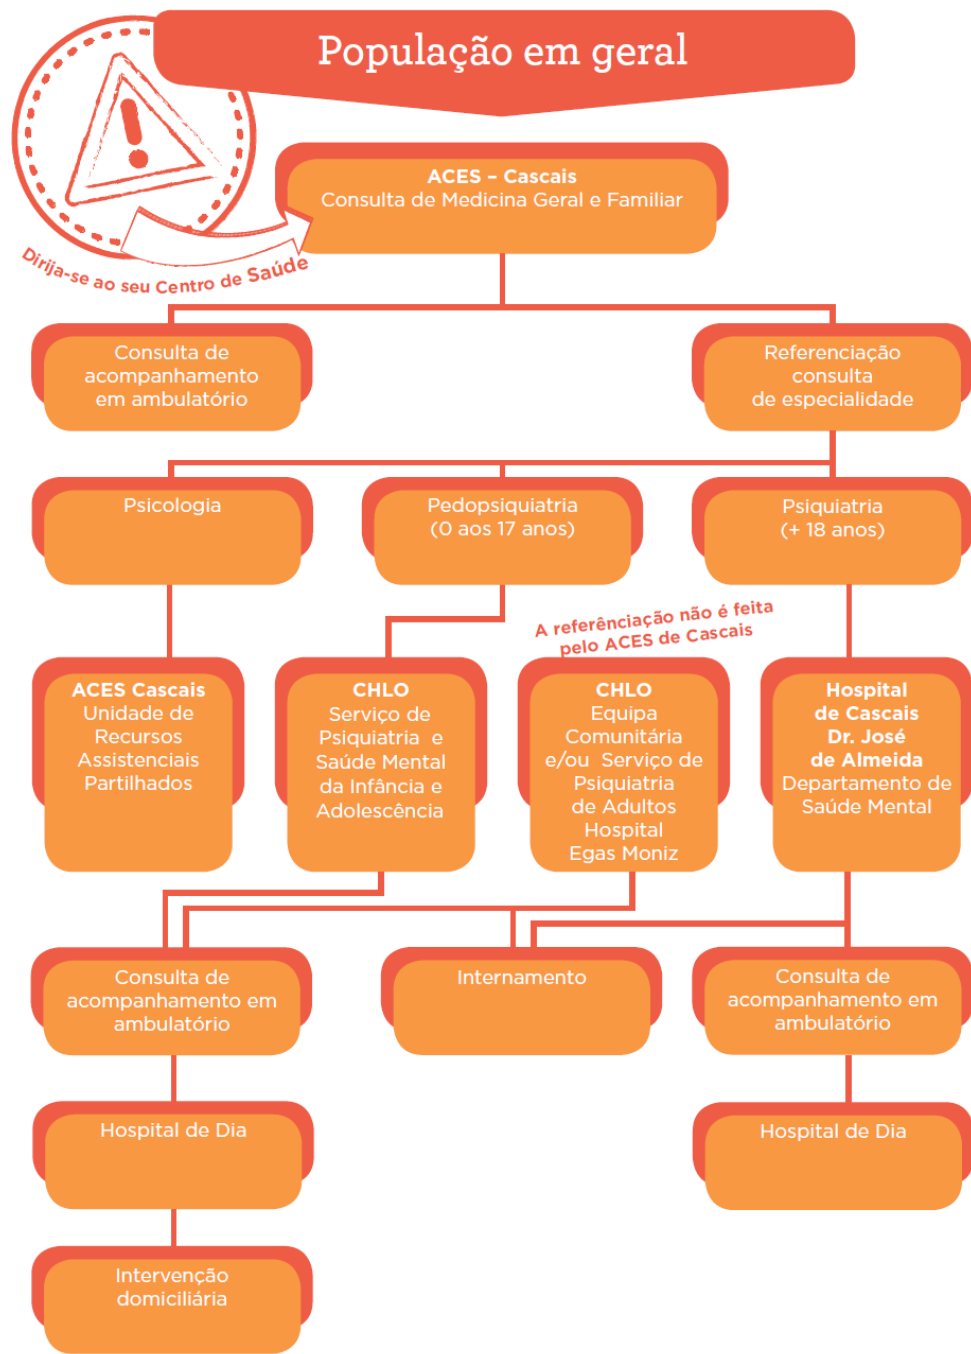 População em geral
ACES – Cascais
Consulta de Medicina Geral e Familiar
Dirija-se ao seu Centro de Saúde
Consulta de
acompanhamento
em ambulatório
Referenciação
consulta
de especialidade
Psicologia
Pedopsiquiatria
(0 aos 17 anos)
Psiquiatria
(+ 18 anos)
A referênciação não é feita
pelo ACES de Cascais
ACES Cascais
Unidade de
Recursos
Assistenciais
Partilhados
CHLO
Serviço de
Psiquiatria e
Saúde Mental
da Infância e
Adolescência
CHLO
Equipa
Comunitária
e/ou Serviço de
Psiquiatria
de Adultos
Hospital
Egas Moniz
Hospital
de Cascais
Dr. José
de Almeida
Departamento de
Saúde Mental
Consulta de
acompanhamento em
ambulatório
Internamento
Consulta de
acompanhamento em
ambulatório
Hospital de Dia
Hospital de Dia
Intervenção
domiciliária